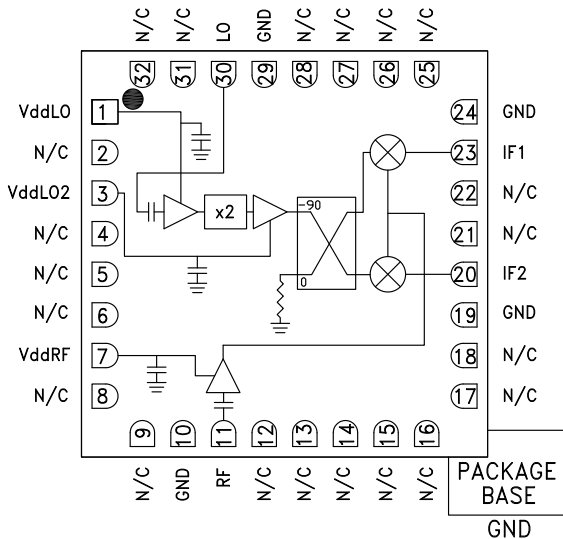 N/C N/C LO GND N/C N/C N/C N/C
32 31 30 29 28 27 26 25
VddLO 1
N/C 2
VddLO2 3
N/C 4
N/C 5
N/C 6
VddRF 7
N/C 8
x2
-90
0
24 GND
23 IF1
22 N/C
21 N/C
20 IF2
19 GND
18 N/C
17 N/C
9 10 11 12 13 14 15 16
N/C GND RF N/C N/C N/C N/C N/C
PACKAGE
BASE
GND